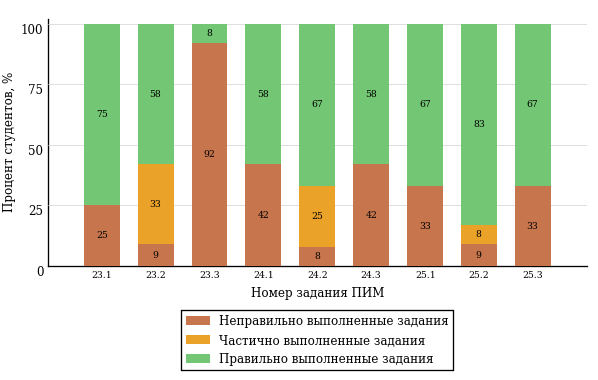 Процент студентов, %
100
75
50
25
0
75 58 8 58 67 58 67 83 67
25 33 92 42 25 42 33 8 33
9 8 9
23.1 23.2 23.3 24.1 24.2 24.3 25.1 25.2 25.3
Номер задания ПИМ
Неправильно выполненные задания
Частично выполненные задания
Правильно выполненные задания